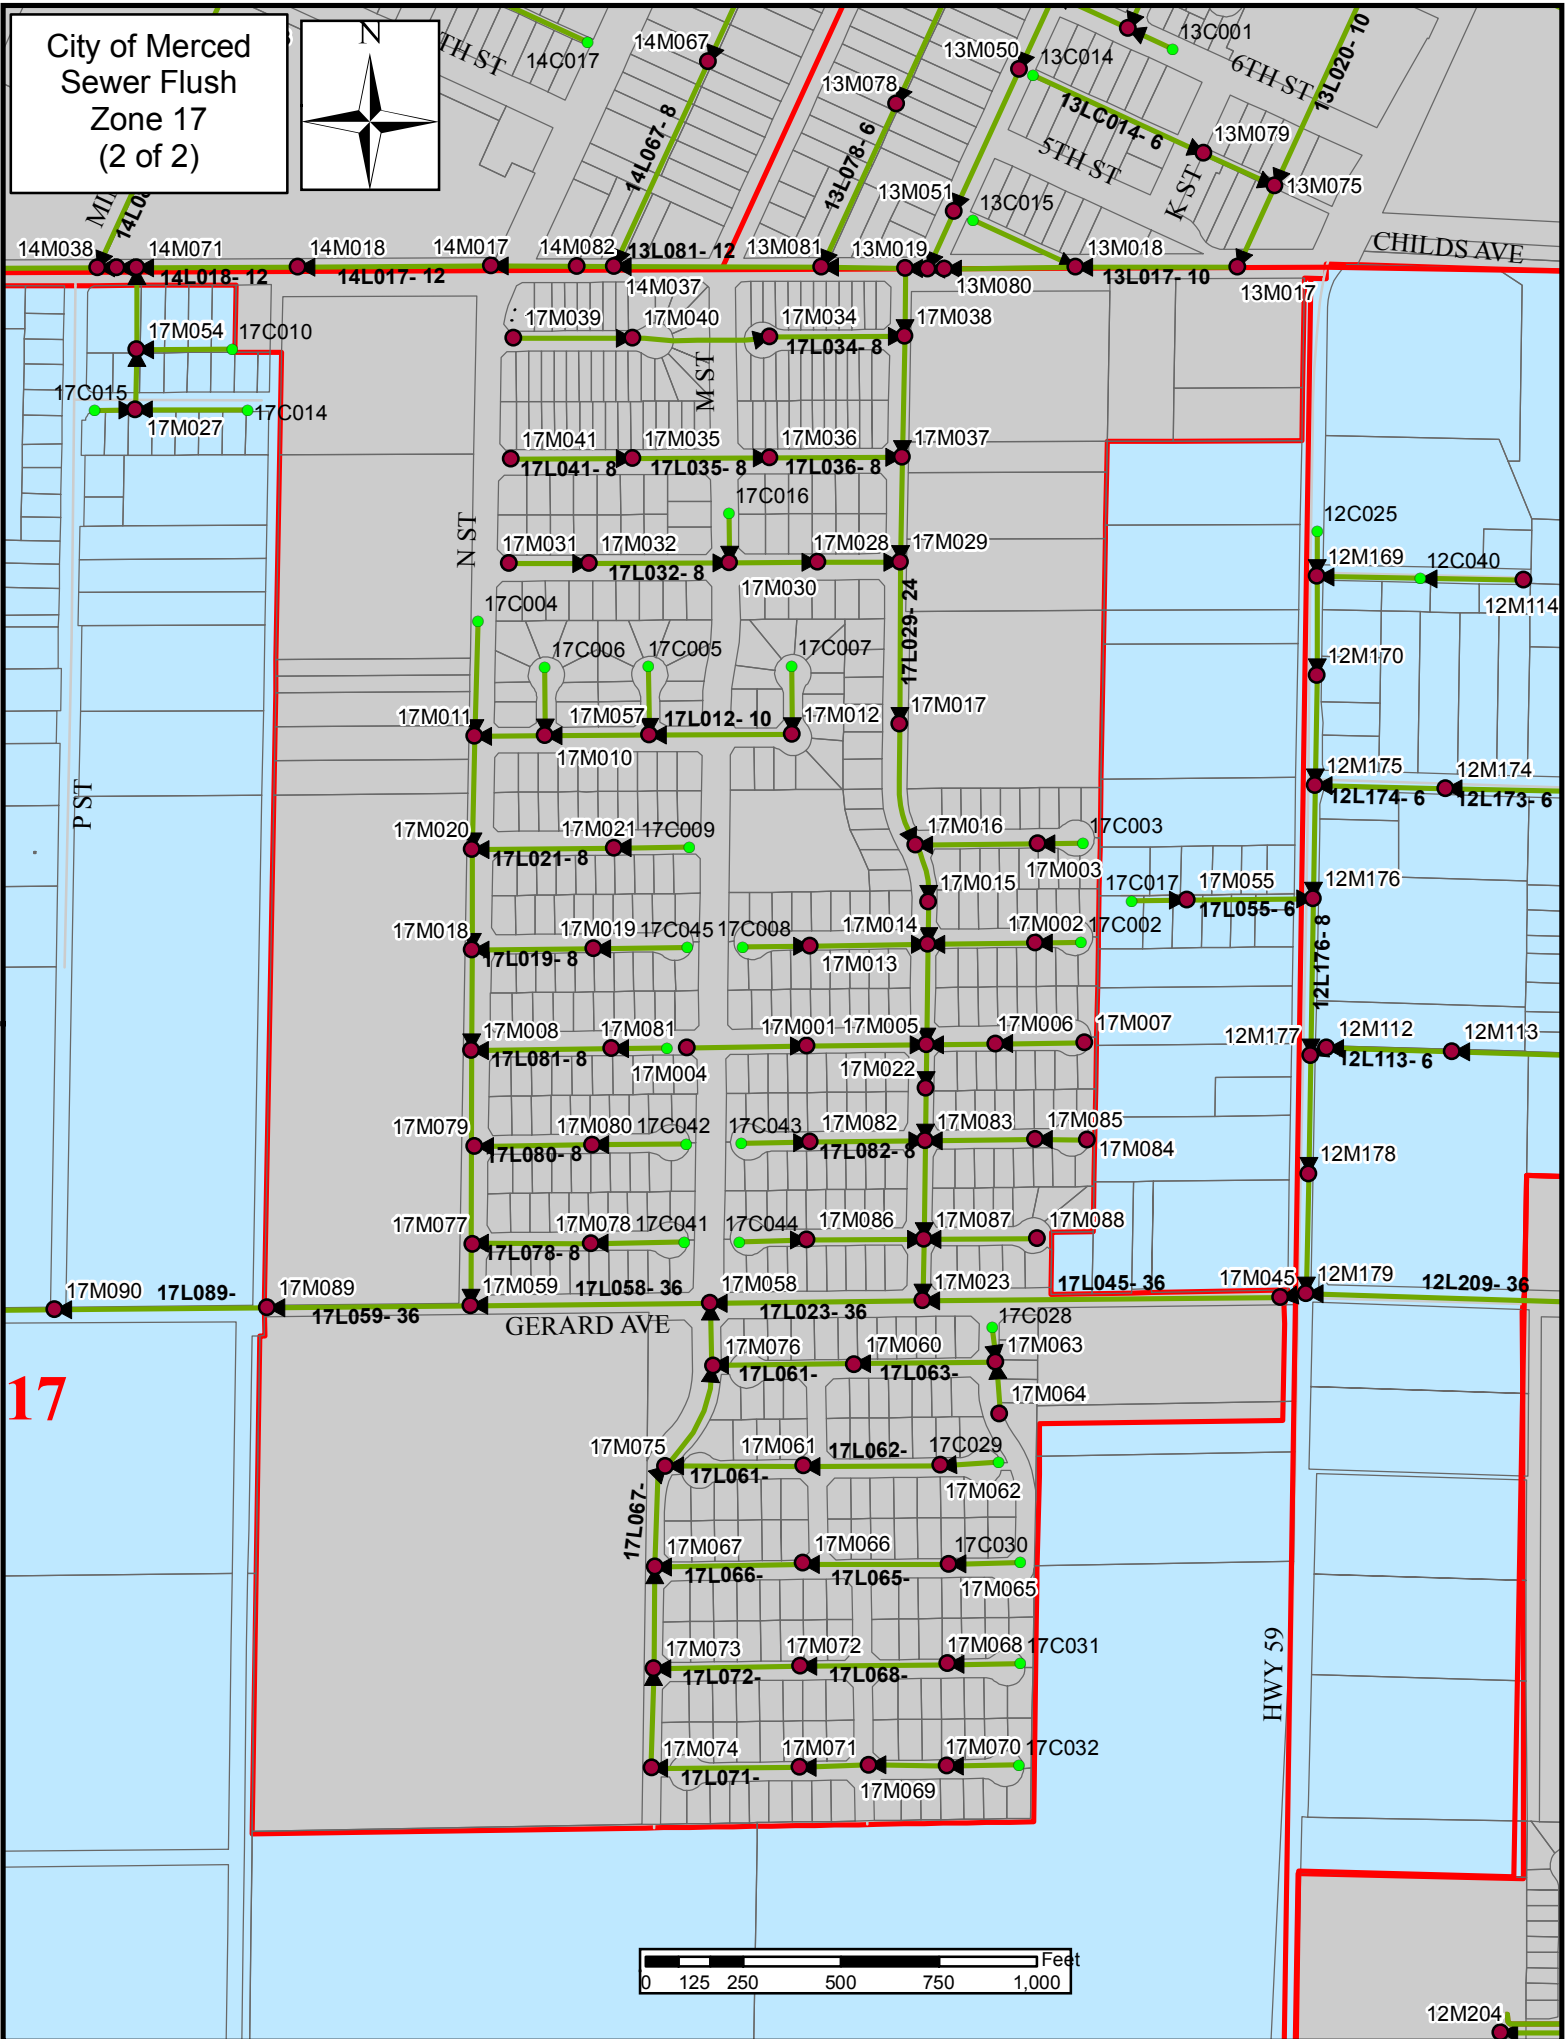 City of Merced
Sewer Flush
Zone 17
(2 of 2)
N
TH ST
14C017
14M067
14L067- 8
13M078
13L078- 6
13M050
13C014
13C001
6TH ST
13L020- 10
13LC014- 6
13M079
5TH ST
K ST
13M075
13M051
13C015
14M038
14M071
14M018
14M017
14M082
13L081- 12
13M081
13M019
13M018
CHILDS AVE
14L018- 12
14L017- 12
14M037
13M080
13L017- 10
13M017
17M054
17C010
17M039
17M040
17M034
17M038
17L034- 8
M ST
17C015
17C014
17M027
17M041
17M035
17M036
17M037
17L041- 8
17L035- 8
17L036- 8
17C016
N ST
12C025
17M031
17M032
17M028
17M029
17L032- 8
17M030
12M169
12C040
12M114
17C004
17L029- 24
17C006
17C005
17C007
12M170
17M011
17M057
17L012- 10
17M012
17M017
17M010
P ST
12M175
12M174
12L174- 6
12L173- 6
17M020
17M021
17C009
17M016
17C003
17L021- 8
17M003
17M015
17C017
17M055
12M176
17L055- 6
17M018
17M019
17C045
17C008
17M014
17M002
17C002
17L019- 8
17M013
12L176- 8
17M008
17M081
17M001
17M005
17M006
17M007
12M177
12M112
12M113
17L081- 8
17M004
12L113- 6
17M022
17M079
17M080
17C042
17C043
17M082
17M083
17M085
17L080- 8
17L082- 8
17M084
12M178
17M077
17M078
17C041
17C044
17M086
17M087
17M088
17L078- 8
17M090
17L089-
17M089
17M059
17L058- 36
17M058
17M023
17L045- 36
17M045
12M179
12L209- 36
17L059- 36
17L023- 36
GERARD AVE
17C028
17M076
17M060
17M063
17L061-
17L063-
17
17M064
17M075
17M061
17L062-
17C029
17L061-
17M062
17L067-
17M067
17M066
17C030
17L066-
17L065-
17M065
17M073
17M072
17M068
17C031
17L072-
17L068-
HWY 59
17M074
17M071
17M070
17C032
17L071-
17M069
Feet
0 125 250 500 750 1,000
12M204